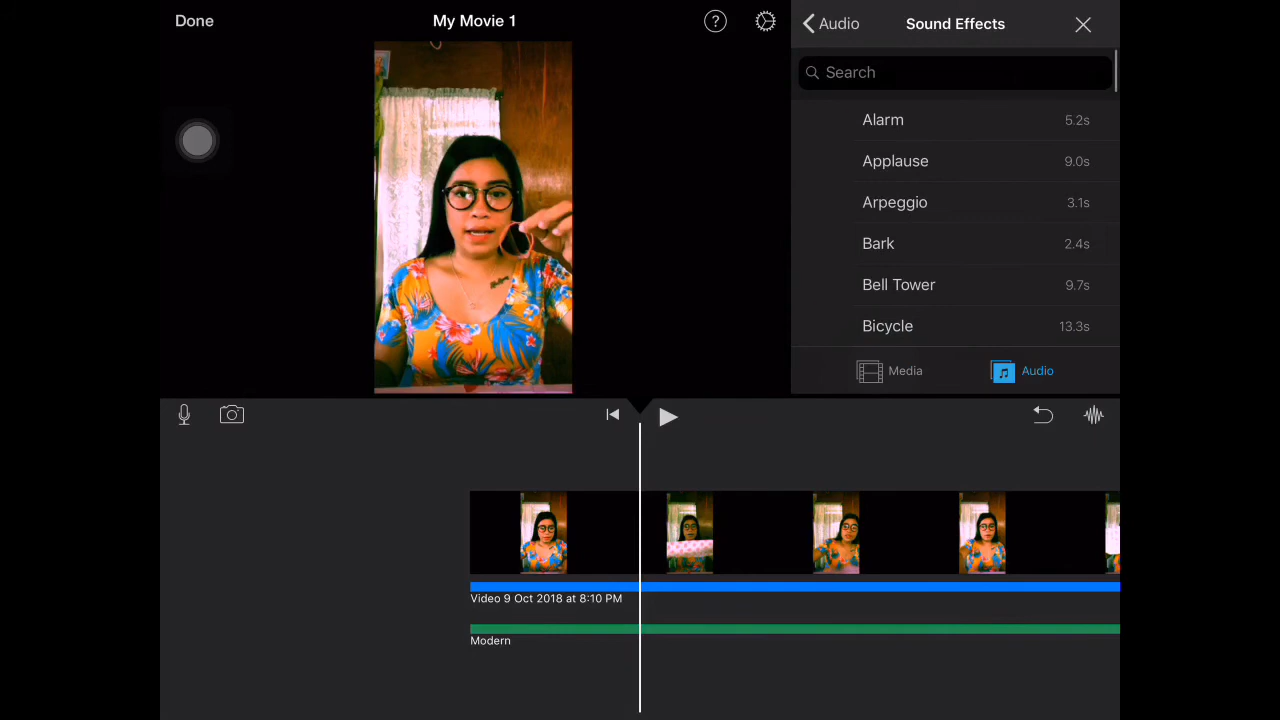 Done
My Movie 1
?
Audio
Sound Effects
Search
Alarm 5.2s
Applause 9.0s
Arpeggio 3.1s
Bark 2.4s
Bell Tower 9.7s
Bicycle 13.3s
Media
Audio
Video 9 Oct 2018 at 8:10 PM
Modern